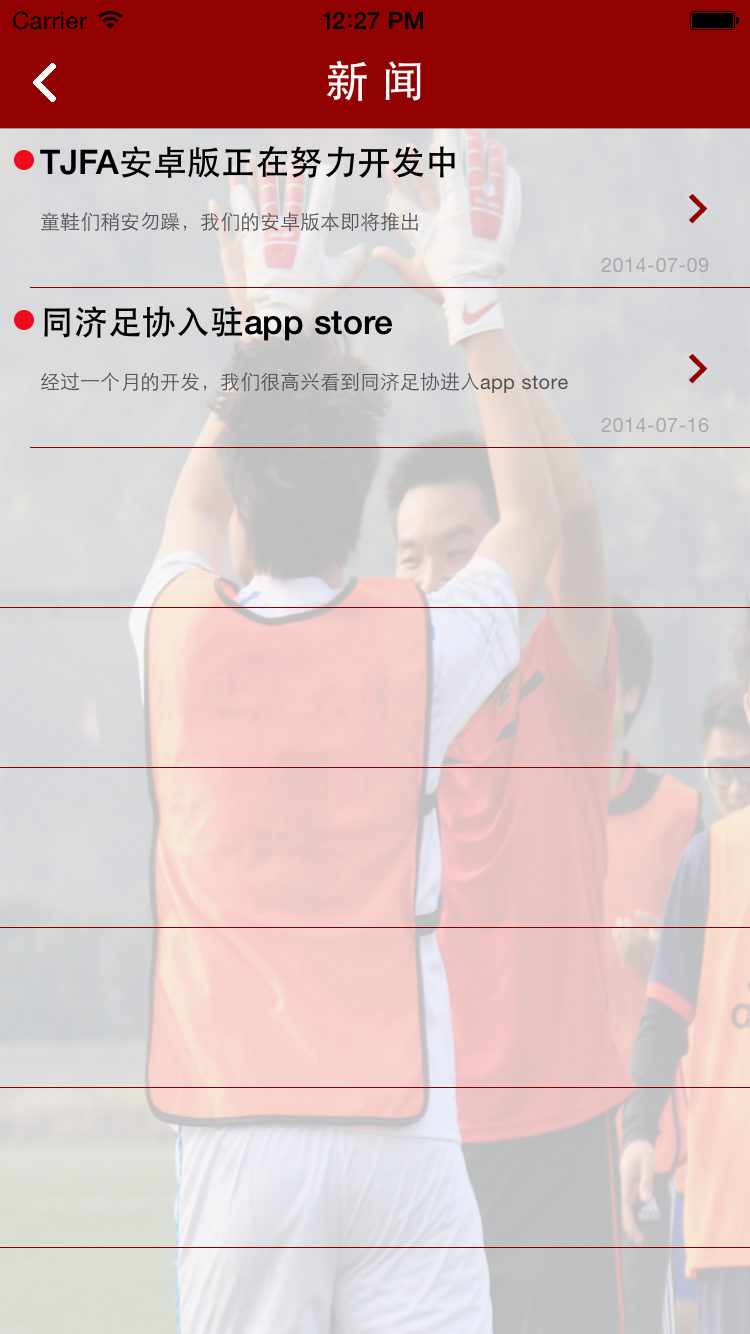 Carrier 12:27 PM
新 闻
TJFA安卓版正在努力开发中
童鞋们稍安勿躁，我们的安卓版本即将推出
2014-07-09
同济足协入驻app store
经过一个月的开发，我们很高兴看到同济足协进入app store
2014-07-16